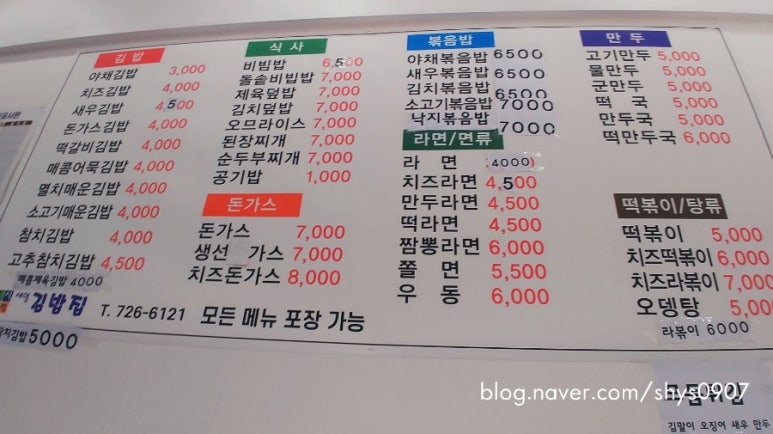 김밥
야채김밥 3,000
치즈김밥 4,000
새우김밥 4,500
돈가스김밥 4,000
떡갈비김밥 4,000
매콤어묵김밥 4,000
멸치매운김밥 4,000
소고기매운김밥 4,000
참치김밥 4,000
고추참치김밥 4,500
매콤제육김밥 4000
식사
비빔밥 6,500
돌솥비빔밥 7,000
제육덮밥 7,000
김치덮밥 7,000
오므라이스 7,000
된장찌개 7,000
순두부찌개 7,000
공기밥 1,000
돈가스
돈가스 7,000
생선 가스 7,000
치즈돈가스 8,000
볶음밥
야채볶음밥 6500
새우볶음밥 6500
김치볶음밥 6500
소고기볶음밥 7000
낙지볶음밥 7000
라면/면류
라 면 4000
치즈라면 4,500
만두라면 4,500
떡라면 4,500
짬뽕라면 6,000
쫄 면 5,500
우 동 6,000
만두
고기만두 5,000
물만두 5,000
군만두 5,000
떡 국 5,000
만두국 5,000
떡만두국 6,000
떡볶이/탕류
떡볶이 5,000
치즈떡볶이 6,000
치즈라볶이 7,000
오뎅탕 5,00
라볶이 6000
김밥집 T. 726-6121 모든 메뉴 포장 가능
김밥5000
blog.naver.com/shys0907
김말이 오징어 새우 만두